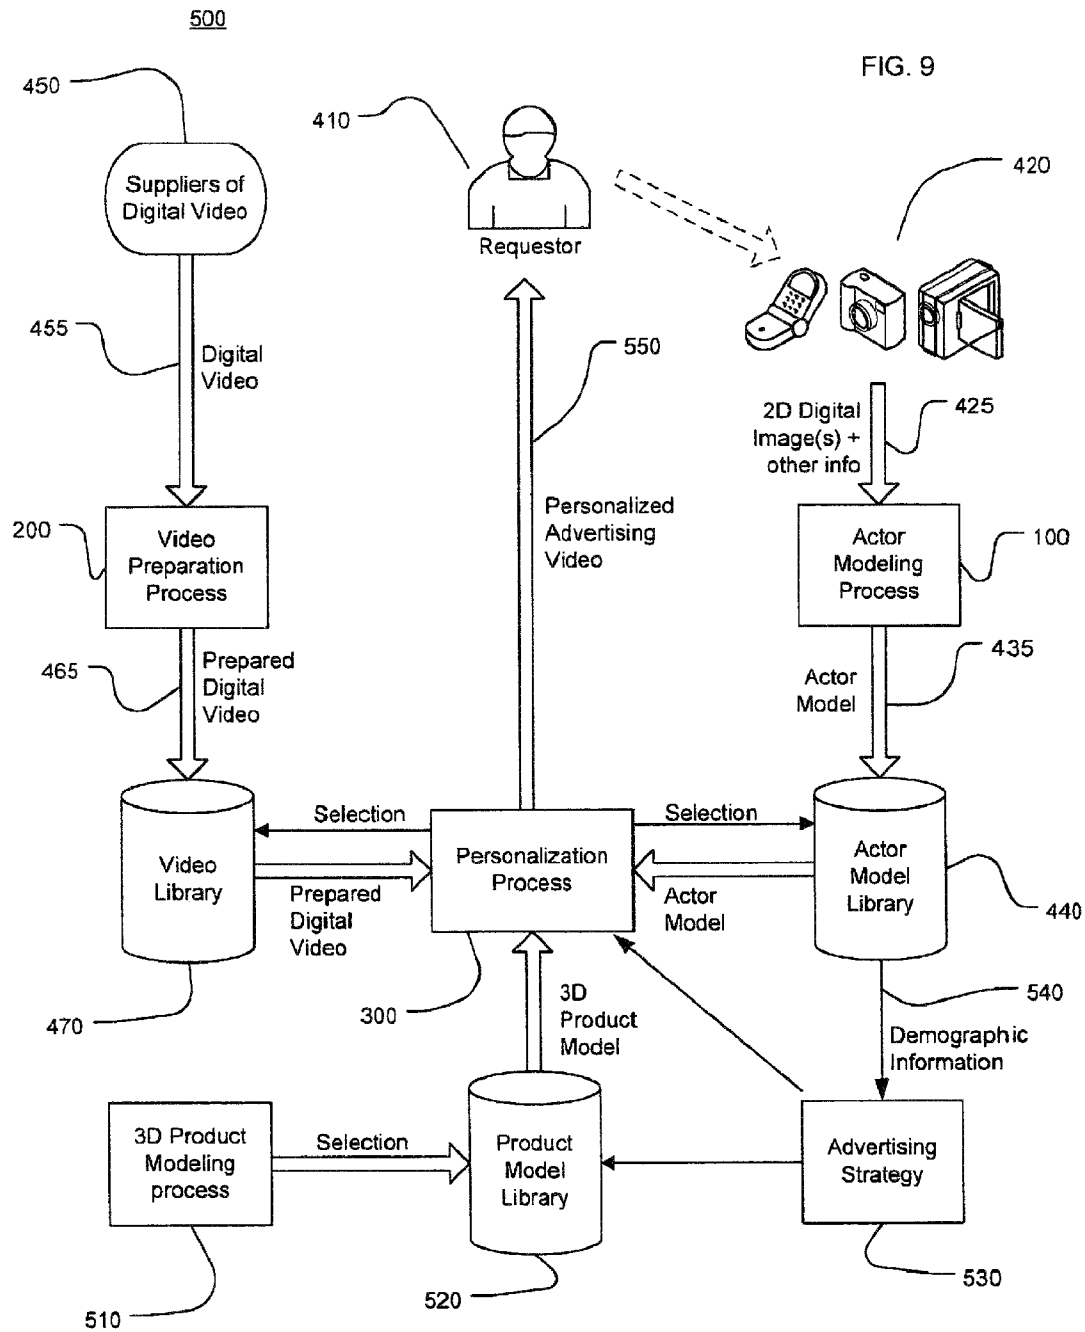 500
FIG. 9
450
410
420
Suppliers of
Digital Video
Requestor
455
Digital
Video
550
2D Digital
Image(s) +
other info
425
200
Video
Preparation
Process
Personalized
Advertising
Video
Actor
Modeling
Process
100
465
Prepared
Digital
Video
Actor
Model
435
Video
Library
Selection
Prepared
Digital
Video
Personalization
Process
Selection
Actor
Model
Actor
Model
Library
440
470
300
3D
Product
Model
540
Demographic
Information
3D Product
Modeling
process
Selection
Product
Model
Library
Advertising
Strategy
510
520
530